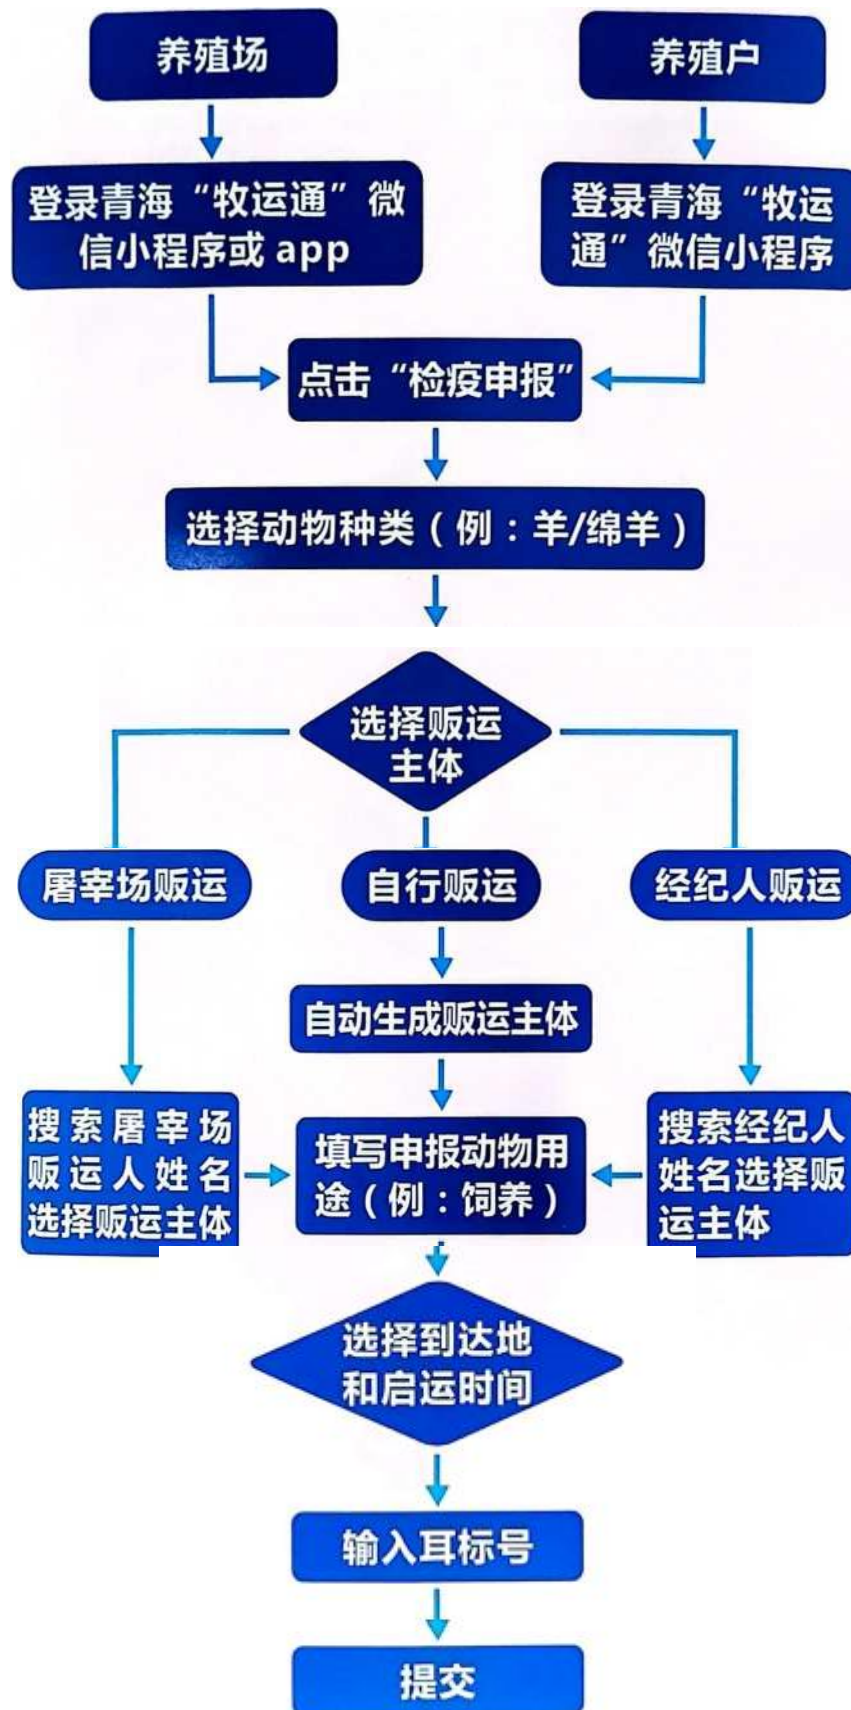 养殖场
养殖户
登录青海“牧运通”微
信小程序或 app
登录青海“牧运
通”微信小程序
点击“检疫申报”
选择动物种类（例：羊/绵羊）
选择贩运
主体
屠宰场贩运
自行贩运
经纪人贩运
自动生成贩运主体
搜索屠宰场
贩运人姓名
选择贩运主体
填写申报动物用
途（例：饲养）
搜索经纪人
姓名选择贩
运主体
选择到达地
和启运时间
输入耳标号
提交